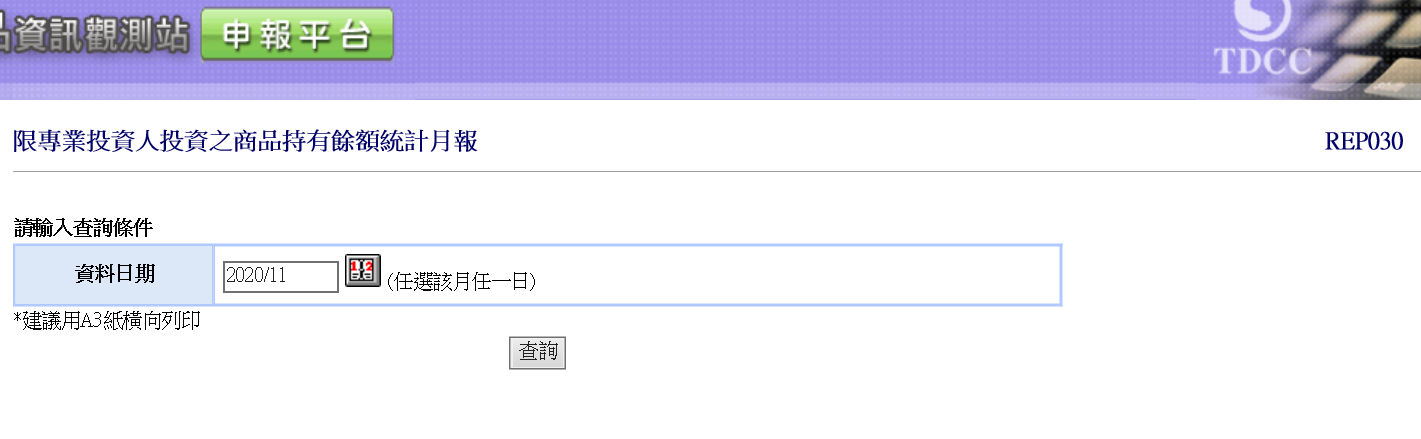 資訊觀測站 申報平台
TDCC
限專業投資人投資之商品持有餘額統計月報 REP030
請輸入查詢條件
資料日期 2020/11 (任選該月任一日)
*建議用A3紙橫向列印
查詢